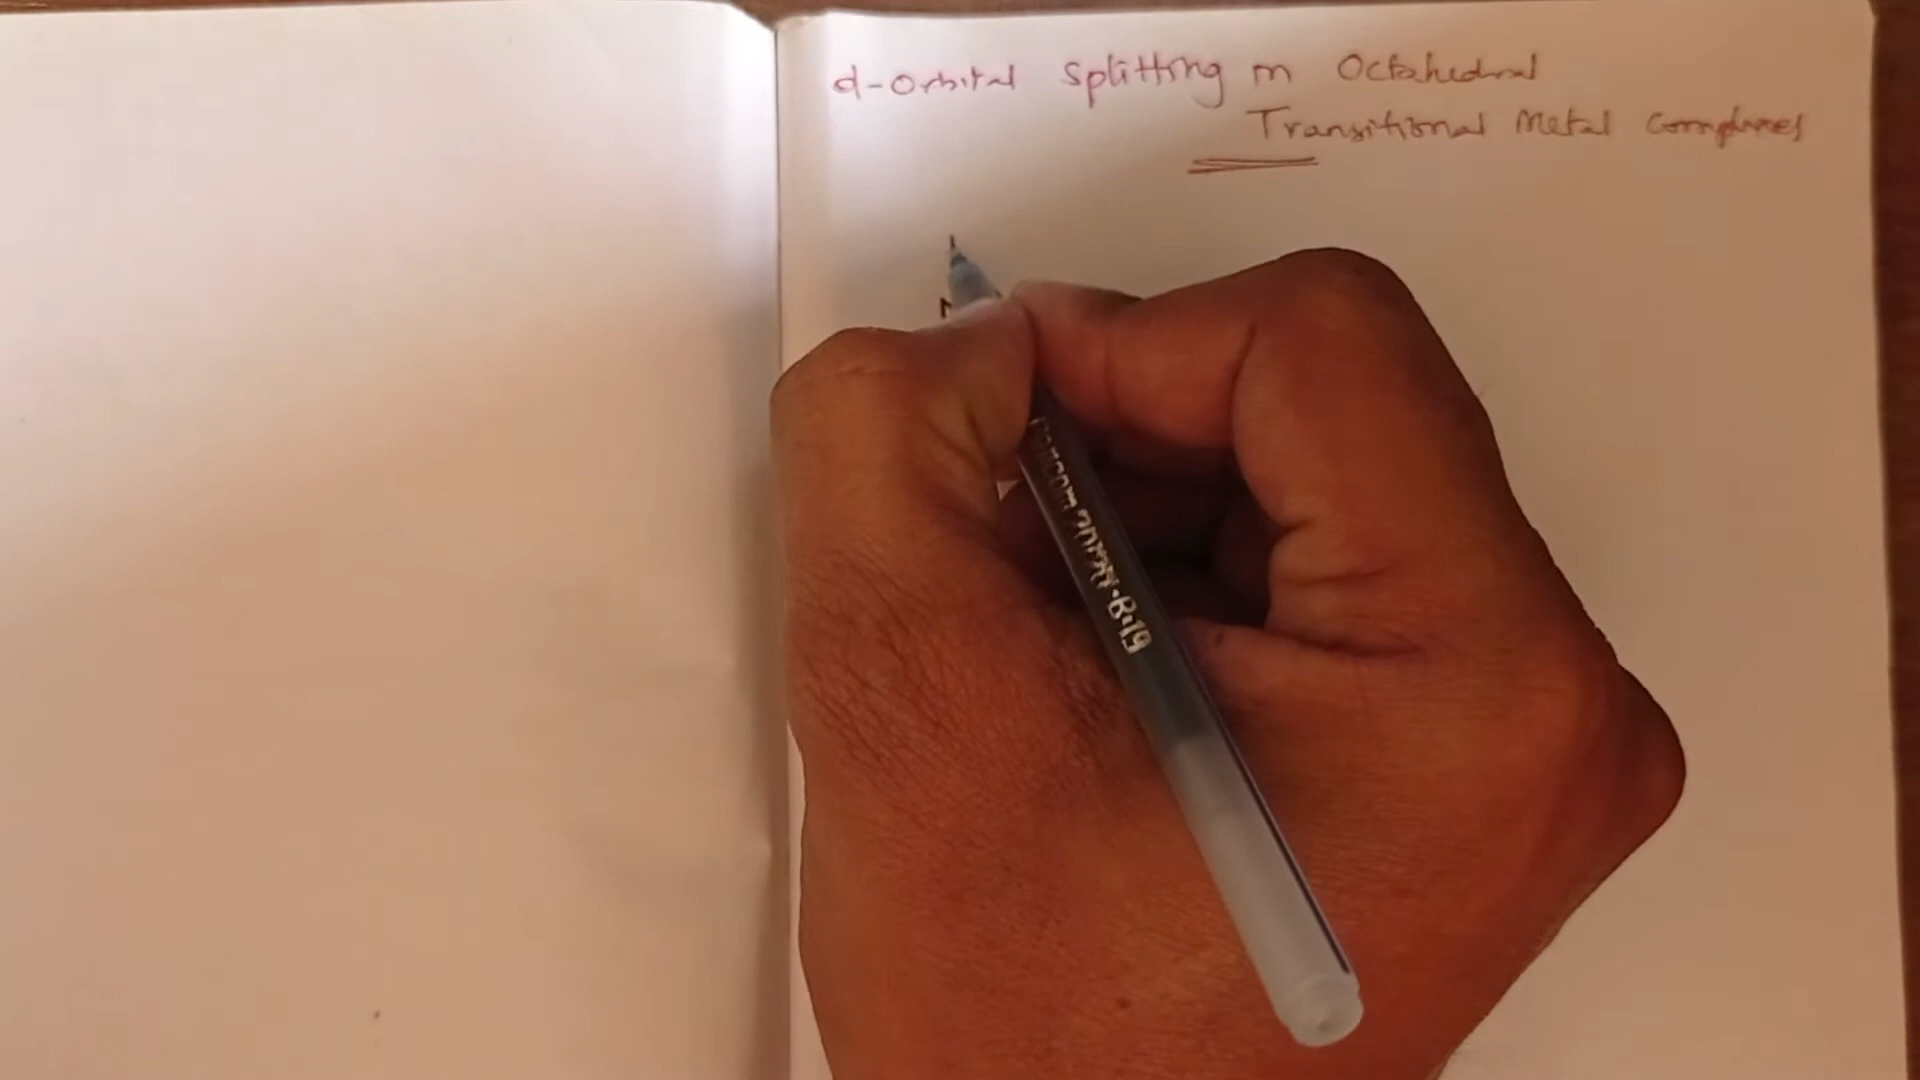 d-orbital splitting in Octahedral
Transitional Metal Complexes